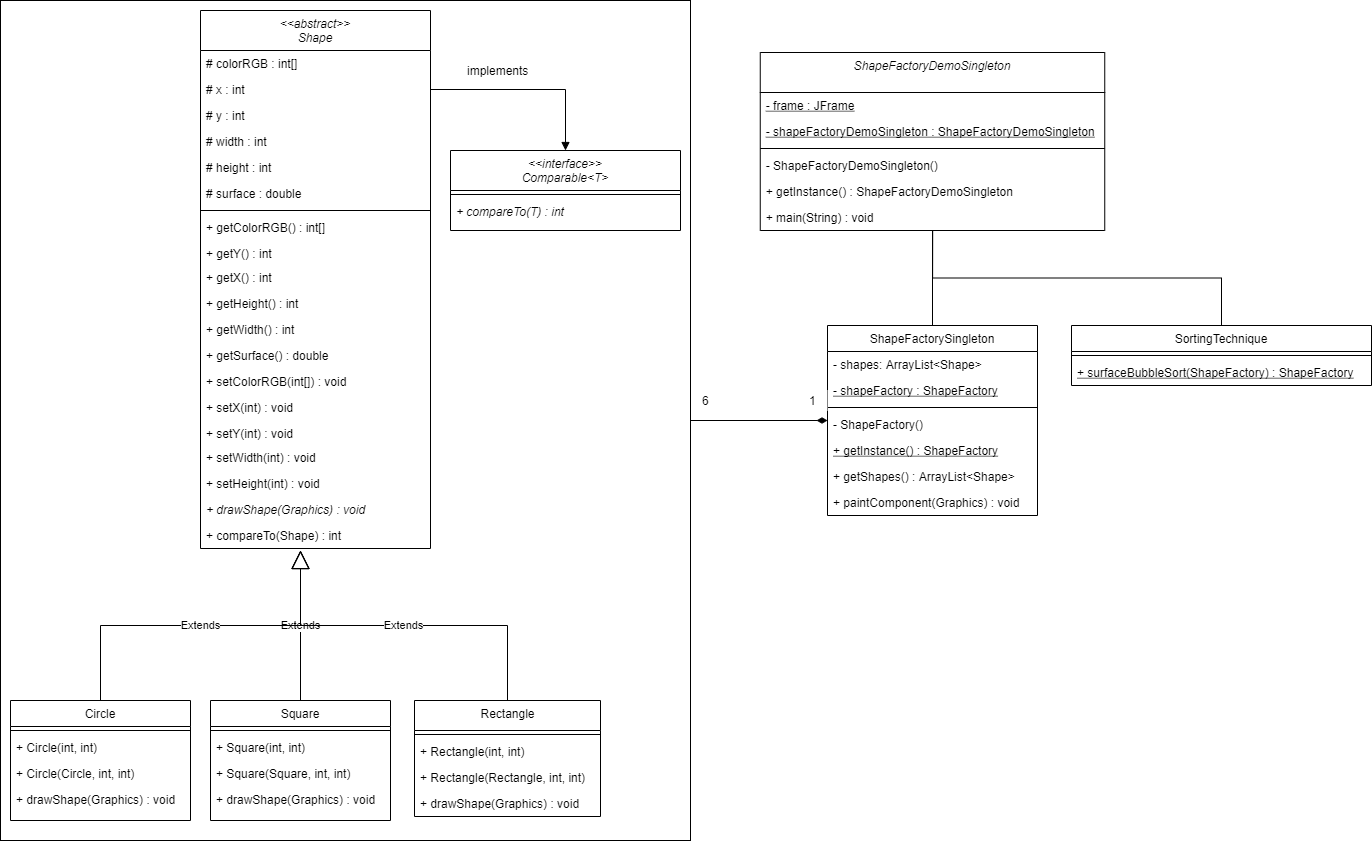 <<abstract>>
Shape
# colorRGB : int[]
# x : int
# y : int
# width : int
# height : int
# surface : double
+ getColorRGB() : int[]
+ getY() : int
+ getX() : int
+ getHeight() : int
+ getWidth() : int
+ getSurface() : double
+ setColorRGB(int[]) : void
+ setX(int) : void
+ setY(int) : void
+ setWidth(int) : void
+ setHeight(int) : void
+ drawShape(Graphics) : void
+ compareTo(Shape) : int
implements
<<interface>>
Comparable<T>
+ compareTo(T) : int
Extends
Extends
Extends
Circle
+ Circle(int, int)
+ Circle(Circle, int, int)
+ drawShape(Graphics) : void
Square
+ Square(int, int)
+ Square(Square, int, int)
+ drawShape(Graphics) : void
Rectangle
+ Rectangle(int, int)
+ Rectangle(Rectangle, int, int)
+ drawShape(Graphics) : void
ShapeFactoryDemoSingleton
- frame : JFrame
- shapeFactoryDemoSingleton : ShapeFactoryDemoSingleton
- ShapeFactoryDemoSingleton()
+ getInstance() : ShapeFactoryDemoSingleton
+ main(String) : void
6
1
ShapeFactorySingleton
- shapes: ArrayList<Shape>
- shapeFactory : ShapeFactory
- ShapeFactory()
+ getInstance() : ShapeFactory
+ getShapes() : ArrayList<Shape>
+ paintComponent(Graphics) : void
SortingTechnique
+ surfaceBubbleSort(ShapeFactory) : ShapeFactory